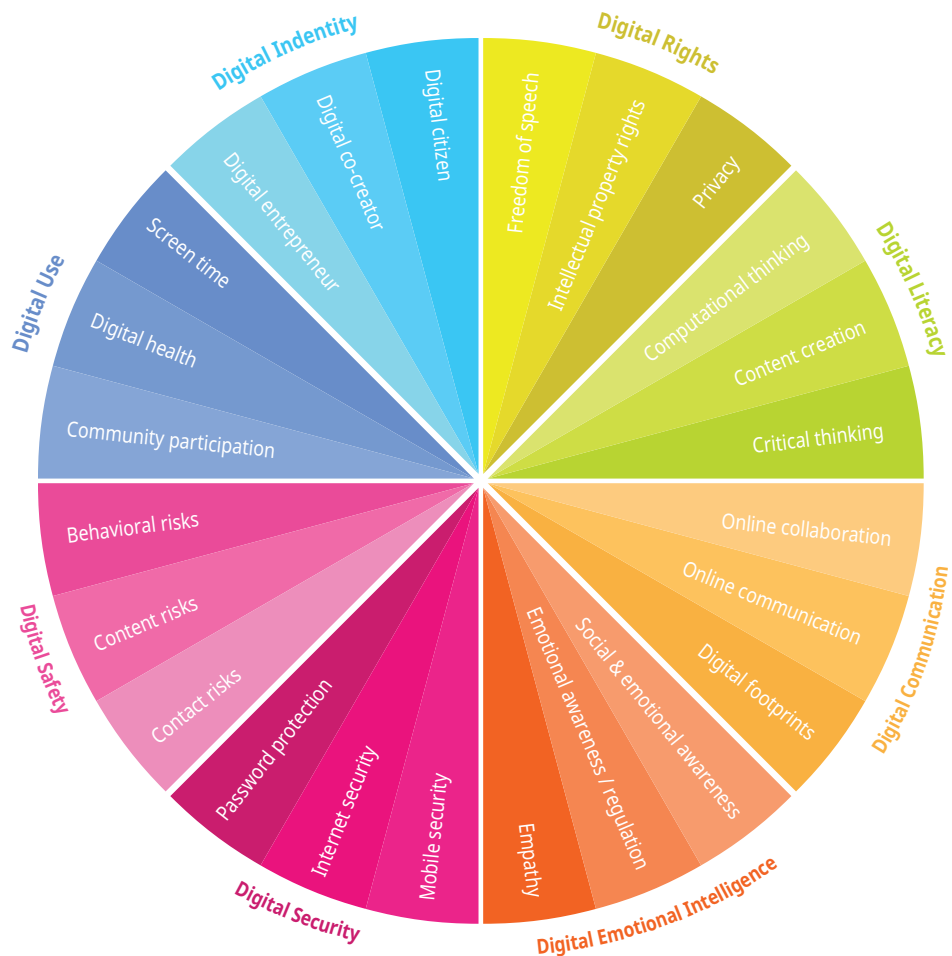 Digital Rights
Freedom of speech
Intellectual property rights
Privacy
Digital Literacy
Computational thinking
Content creation
Critical thinking
Digital Communication
Online collaboration
Online communication
Digital footprints
Digital Emotional Intelligence
Social & emotional awareness
Emotional awareness / regulation
Empathy
Digital Security
Mobile security
Internet security
Password protection
Digital Safety
Contact risks
Content risks
Behavioral risks
Digital Use
Community participation
Digital health
Screen time
Digital Indentity
Digital entrepreneur
Digital co-creator
Digital citizen